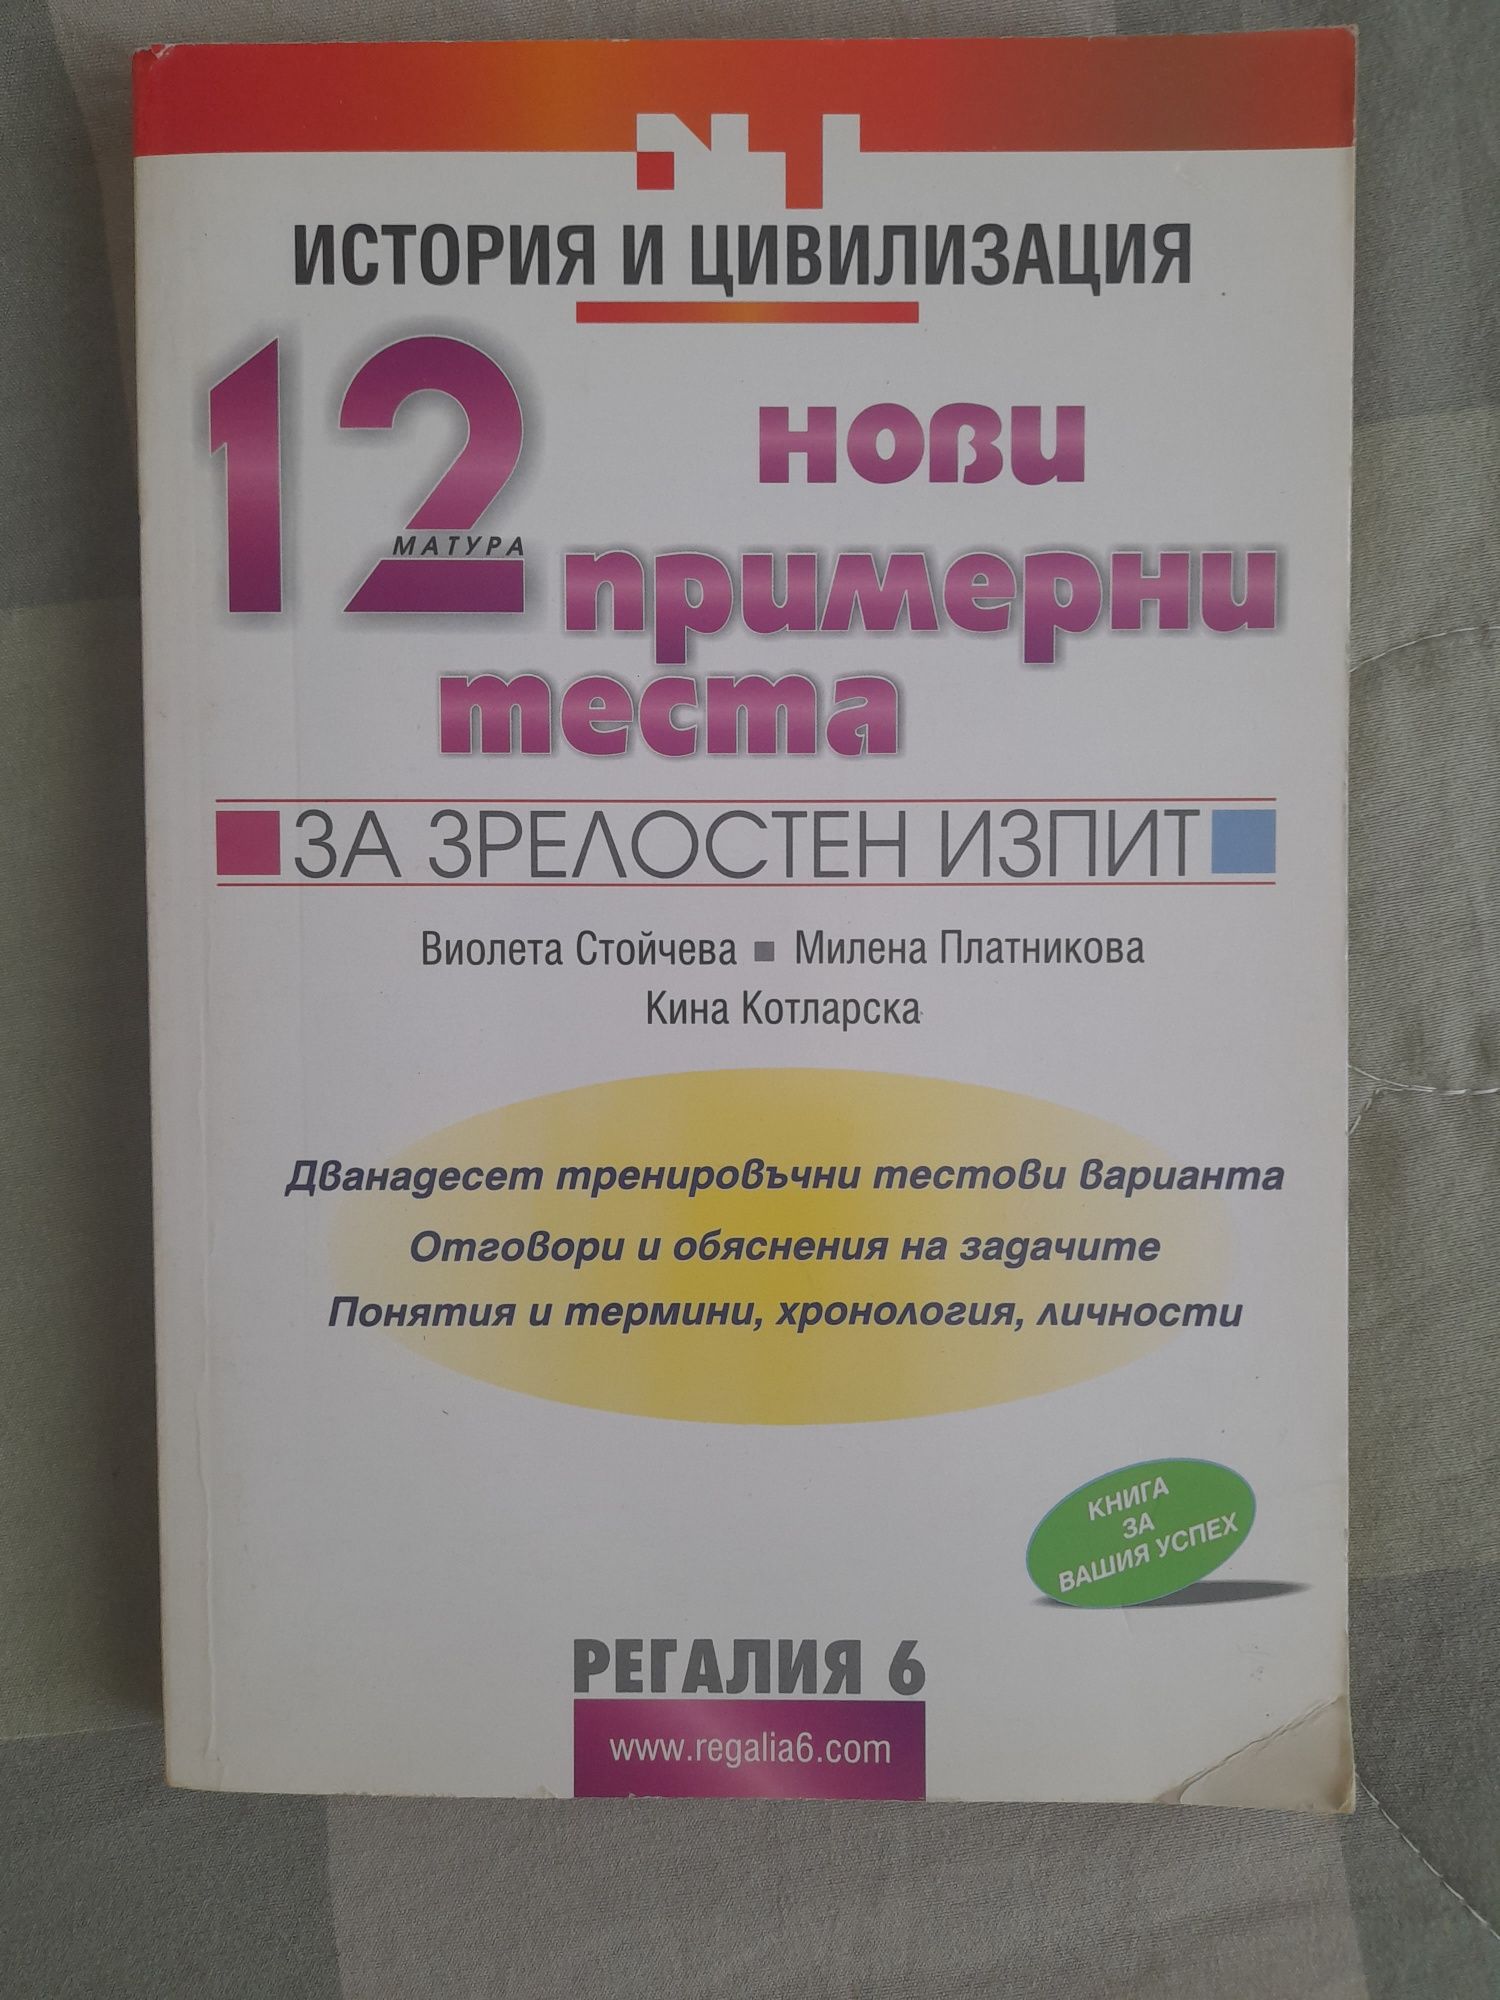 ИСТОРИЯ И ЦИВИЛИЗАЦИЯ
12 нови
МАТУРА
примерни
теста
ЗА ЗРЕЛОСТЕН ИЗПИТ
Виолета Стойчева ■ Милена Платникова
Кина Котларска
Дванадесет тренировъчни тестови варианта
Отговори и обяснения на задачите
Понятия и термини, хронология, личности
КНИГА
ЗА
ВАШИЯ УСПЕХ
РЕГАЛИЯ 6
www.regalia6.com